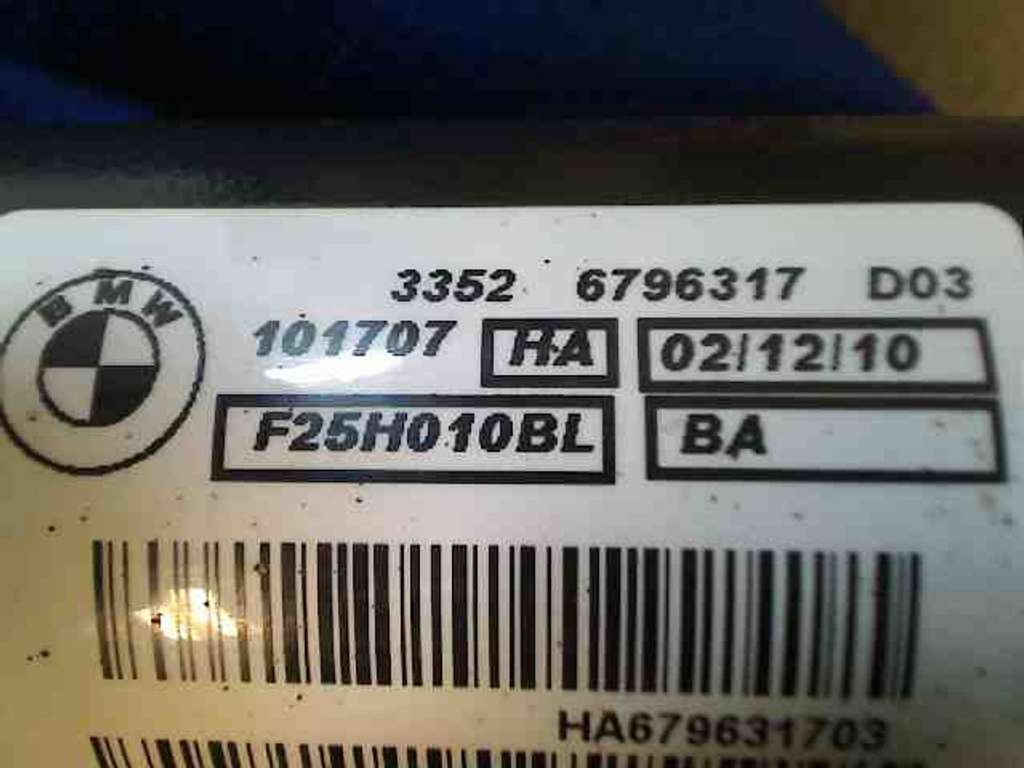 BMW
3352 6796317 D03
101707 HA 02/12/10
F25H010BL BA
HA679631703